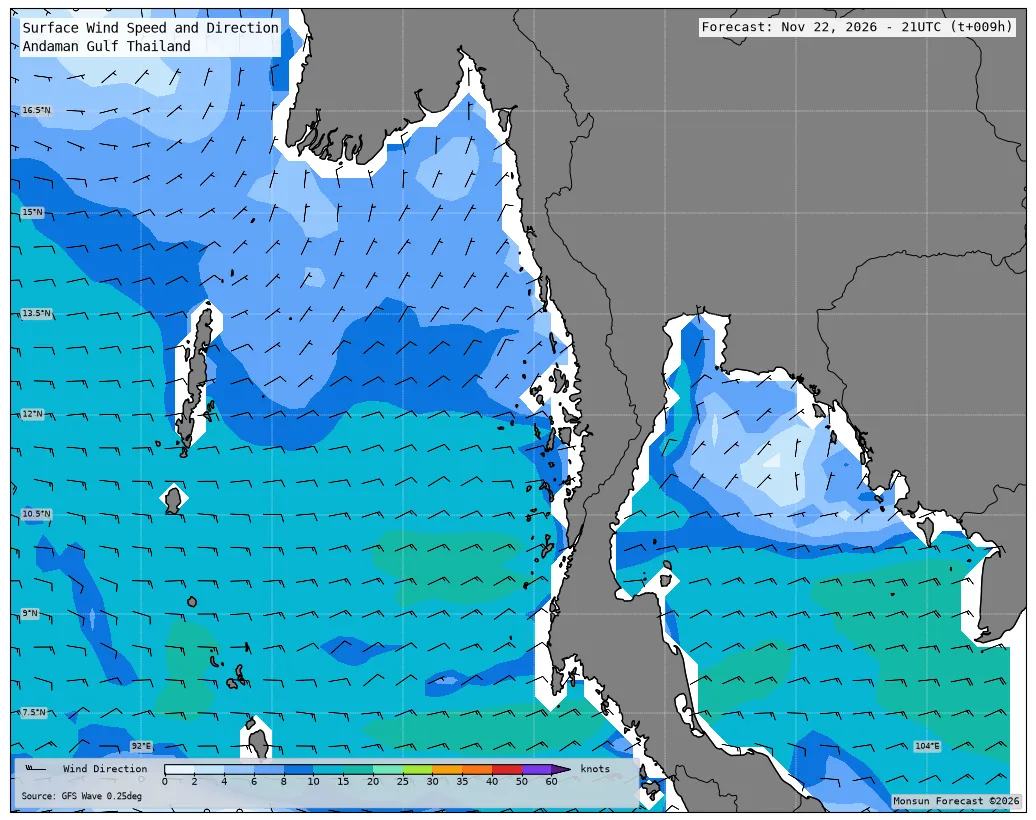 Surface Wind Speed and Direction
Andaman Gulf Thailand
Forecast: Nov 22, 2026 - 21UTC (t+009h)
16.5°N
15°N
13.5°N
12°N
10.5°N
9°N
7.5°N
92°E
104°E
Wind Direction
knots
0 2 4 6 8 10 15 20 25 30 35 40 50 60
Source: GFS Wave 0.25deg
Monsun Forecast ©2026